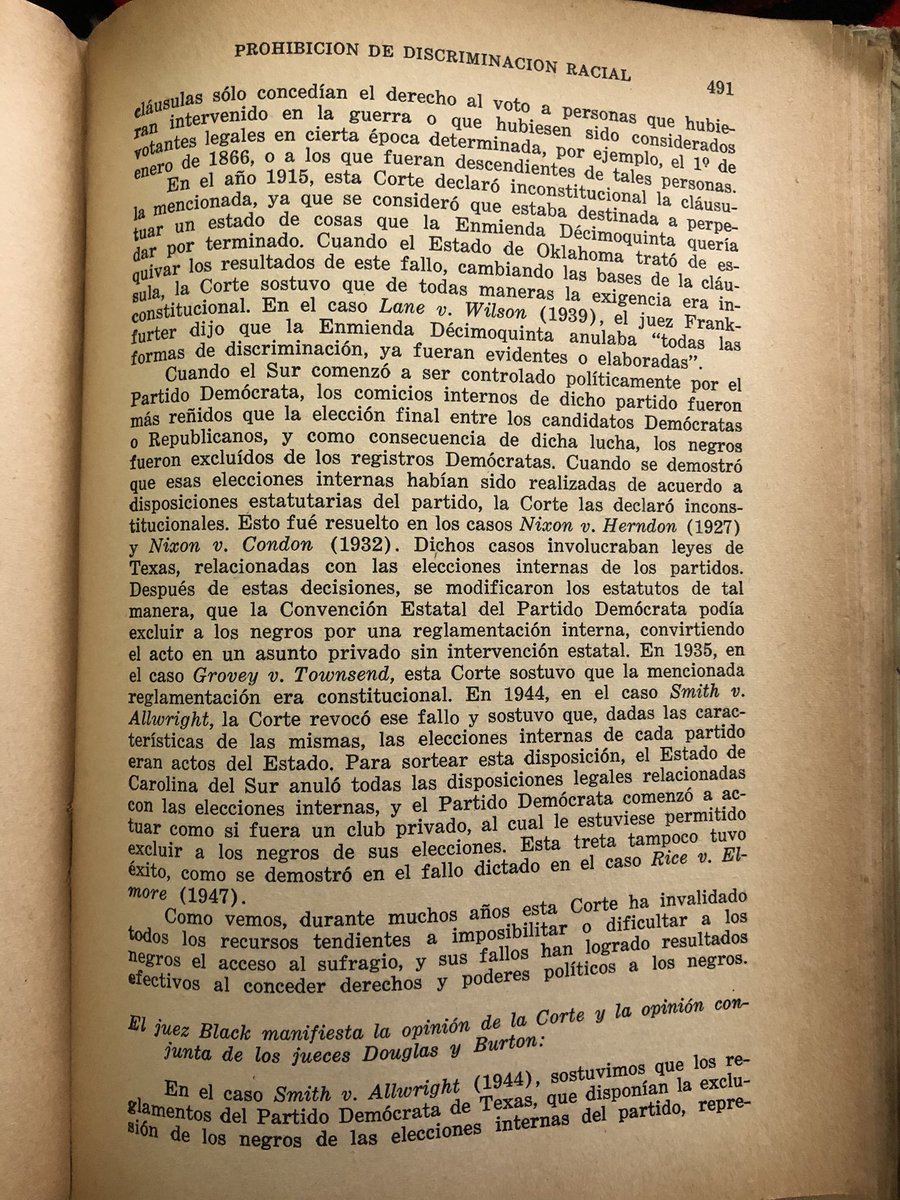 PROHIBICION DE DISCRIMINACION RACIAL
491
cláusulas sólo concedían el derecho al voto a personas que hubie-
ran intervenido en la guerra o que hubiesen sido considerados
votantes legales en cierta época determinada, por ejemplo, el 1º de
enero de 1866, o a los que fueran descendientes de tales personas.
En el año 1915, esta Corte declaró inconstitucional la cláusu-
la mencionada, ya que se consideró que estaba destinada a perpe-
tuar un estado de cosas que la Enmienda Décimoquinta quería
dar por terminado. Cuando el Estado de Oklahoma trató de es-
quivar los resultados de este fallo, cambiando las bases de la cláu-
sula, la Corte sostuvo que de todas maneras la exigencia era in-
constitucional. En el caso Lane v. Wilson (1939), el juez Frank-
furter dijo que la Enmienda Décimoquinta anulaba “todas las
formas de discriminación, ya fueran evidentes o elaboradas”.
Cuando el Sur comenzó a ser controlado políticamente por el
Partido Demócrata, los comicios internos de dicho partido fueron
más reñidos que la elección final entre los candidatos Demócratas
o Republicanos, y como consecuencia de dicha lucha, los negros
fueron excluídos de los registros Demócratas. Cuando se demostró
que esas elecciones internas habían sido realizadas de acuerdo a
disposiciones estatutarias del partido, la Corte las declaró incons-
titucionales. Esto fué resuelto en los casos Nixon v. Herndon (1927)
y Nixon v. Condon (1932). Dichos casos involucraban leyes de
Texas, relacionadas con las elecciones internas de los partidos.
Después de estas decisiones, se modificaron los estatutos de tal
manera, que la Convención Estatal del Partido Demócrata podía
excluir a los negros por una reglamentación interna, convirtiendo
el acto en un asunto privado sin intervención estatal. En 1935, en
el caso Grovey v. Townsend, esta Corte sostuvo que la mencionada
reglamentación era constitucional. En 1944, en el caso Smith v.
Allwright, la Corte revocó ese fallo y sostuvo que, dadas las carac-
terísticas de las mismas, las elecciones internas de cada partido
eran actos del Estado. Para sortear esta disposición, el Estado de
Carolina del Sur anuló todas las disposiciones legales relacionadas
con las elecciones internas, y el Partido Demócrata comenzó a ac-
tuar como si fuera un club privado, al cual le estuviese permitido
excluir a los negros de sus elecciones. Esta treta tampoco tuvo
éxito, como se demostró en el fallo dictado en el caso Rice v. El-
more (1947).
Como vemos, durante muchos años esta Corte ha invalidado
todos los recursos tendientes a imposibilitar o dificultar a los
negros el acceso al sufragio, y sus fallos han logrado resultados
efectivos al conceder derechos y poderes políticos a los negros.
El juez Black manifiesta la opinión de la Corte y la opinión con-
junta de los jueces Douglas y Burton:
En el caso Smith v. Allwright (1944), sostuvimos que los re-
glamentos del Partido Demócrata de Texas, que disponían la exclu-
sión de los negros de las elecciones internas del partido, repre-